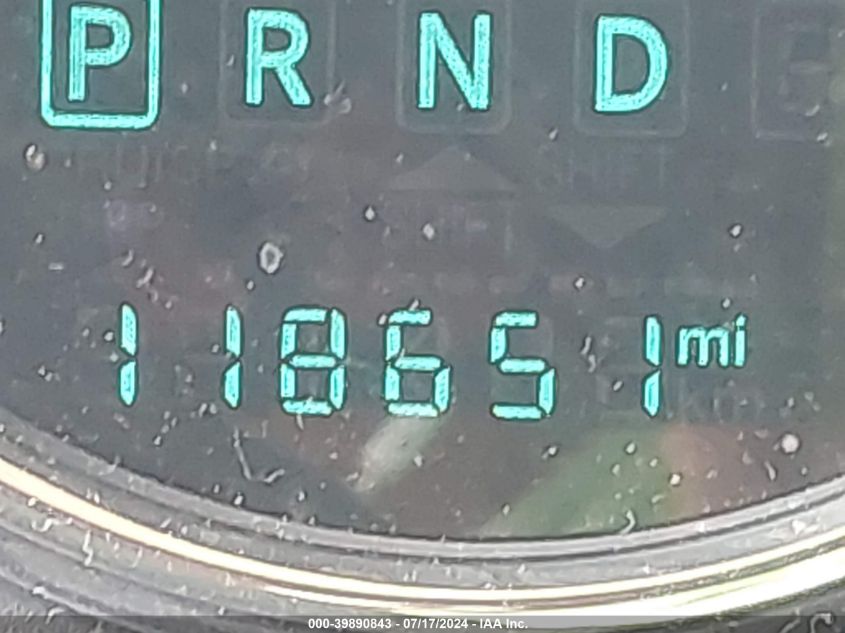 P R N D
118651 mi
000-39890843 - 07/17/2024 - IAA Inc.